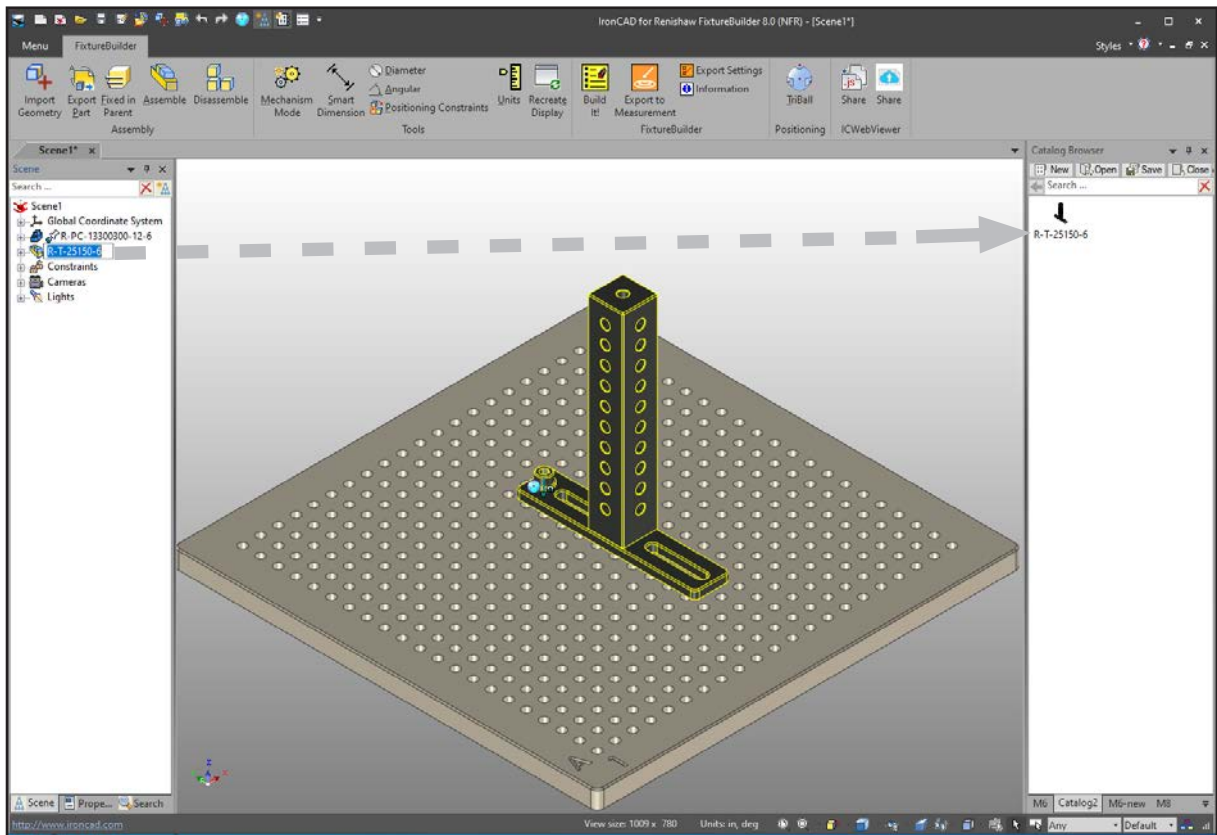 IronCAD for Renishaw FixtureBuilder 8.0 (NFR) - [Scene1*]
Menu FixtureBuilder Styles
Import Geometry
Export Part
Fixed in Parent
Assemble
Disassemble
Assembly
Mechanism Mode
Smart Dimension
Diameter
Angular
Positioning Constraints
Units
Recreate Display
Tools
Build It!
Export to Measurement
Export Settings
Information
FixtureBuilder
TriBall
Positioning
Share Share
ICWebViewer
Scene1* x
Scene
Search ...
Scene1
Global Coordinate System
R-PC-13300300-12-6
R-T-25150-6
Constraints
Cameras
Lights
Catalog Browser
New Open Save Close
Search ...
R-T-25150-6
A 1
Z X
Scene Prope... Search
M6 Catalog2 M6-new M8
http://www.ironcad.com
View size: 1009 x 780 Units: in, deg
Any Default